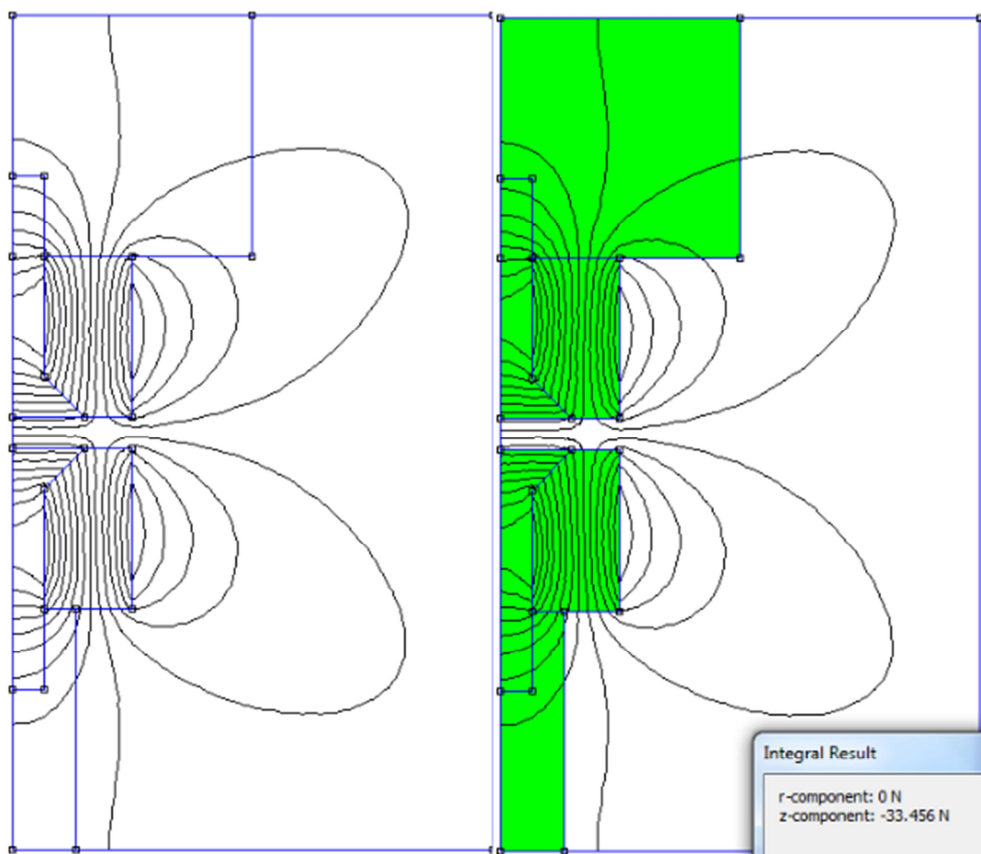 Integral Result
r-component: 0 N
z-component: -33.456 N